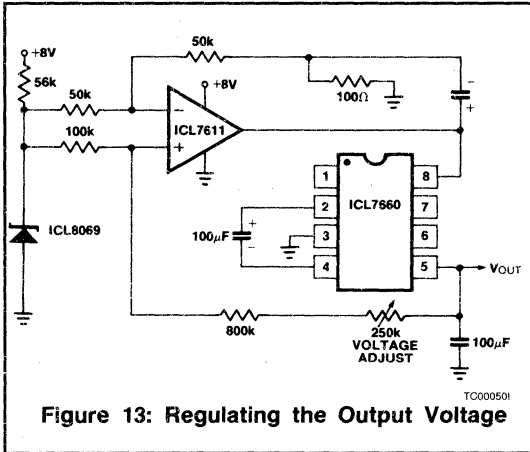 50k
+8V
56k
50k
+8V
100Ω
−
+
−
+
ICL7611
100k
ICL8069
1
8
2
ICL7660
7
100μF
+
−
3
6
4
5
VOUT
800k
250k
VOLTAGE
ADJUST
100μF
TC00050I
Figure 13: Regulating the Output Voltage